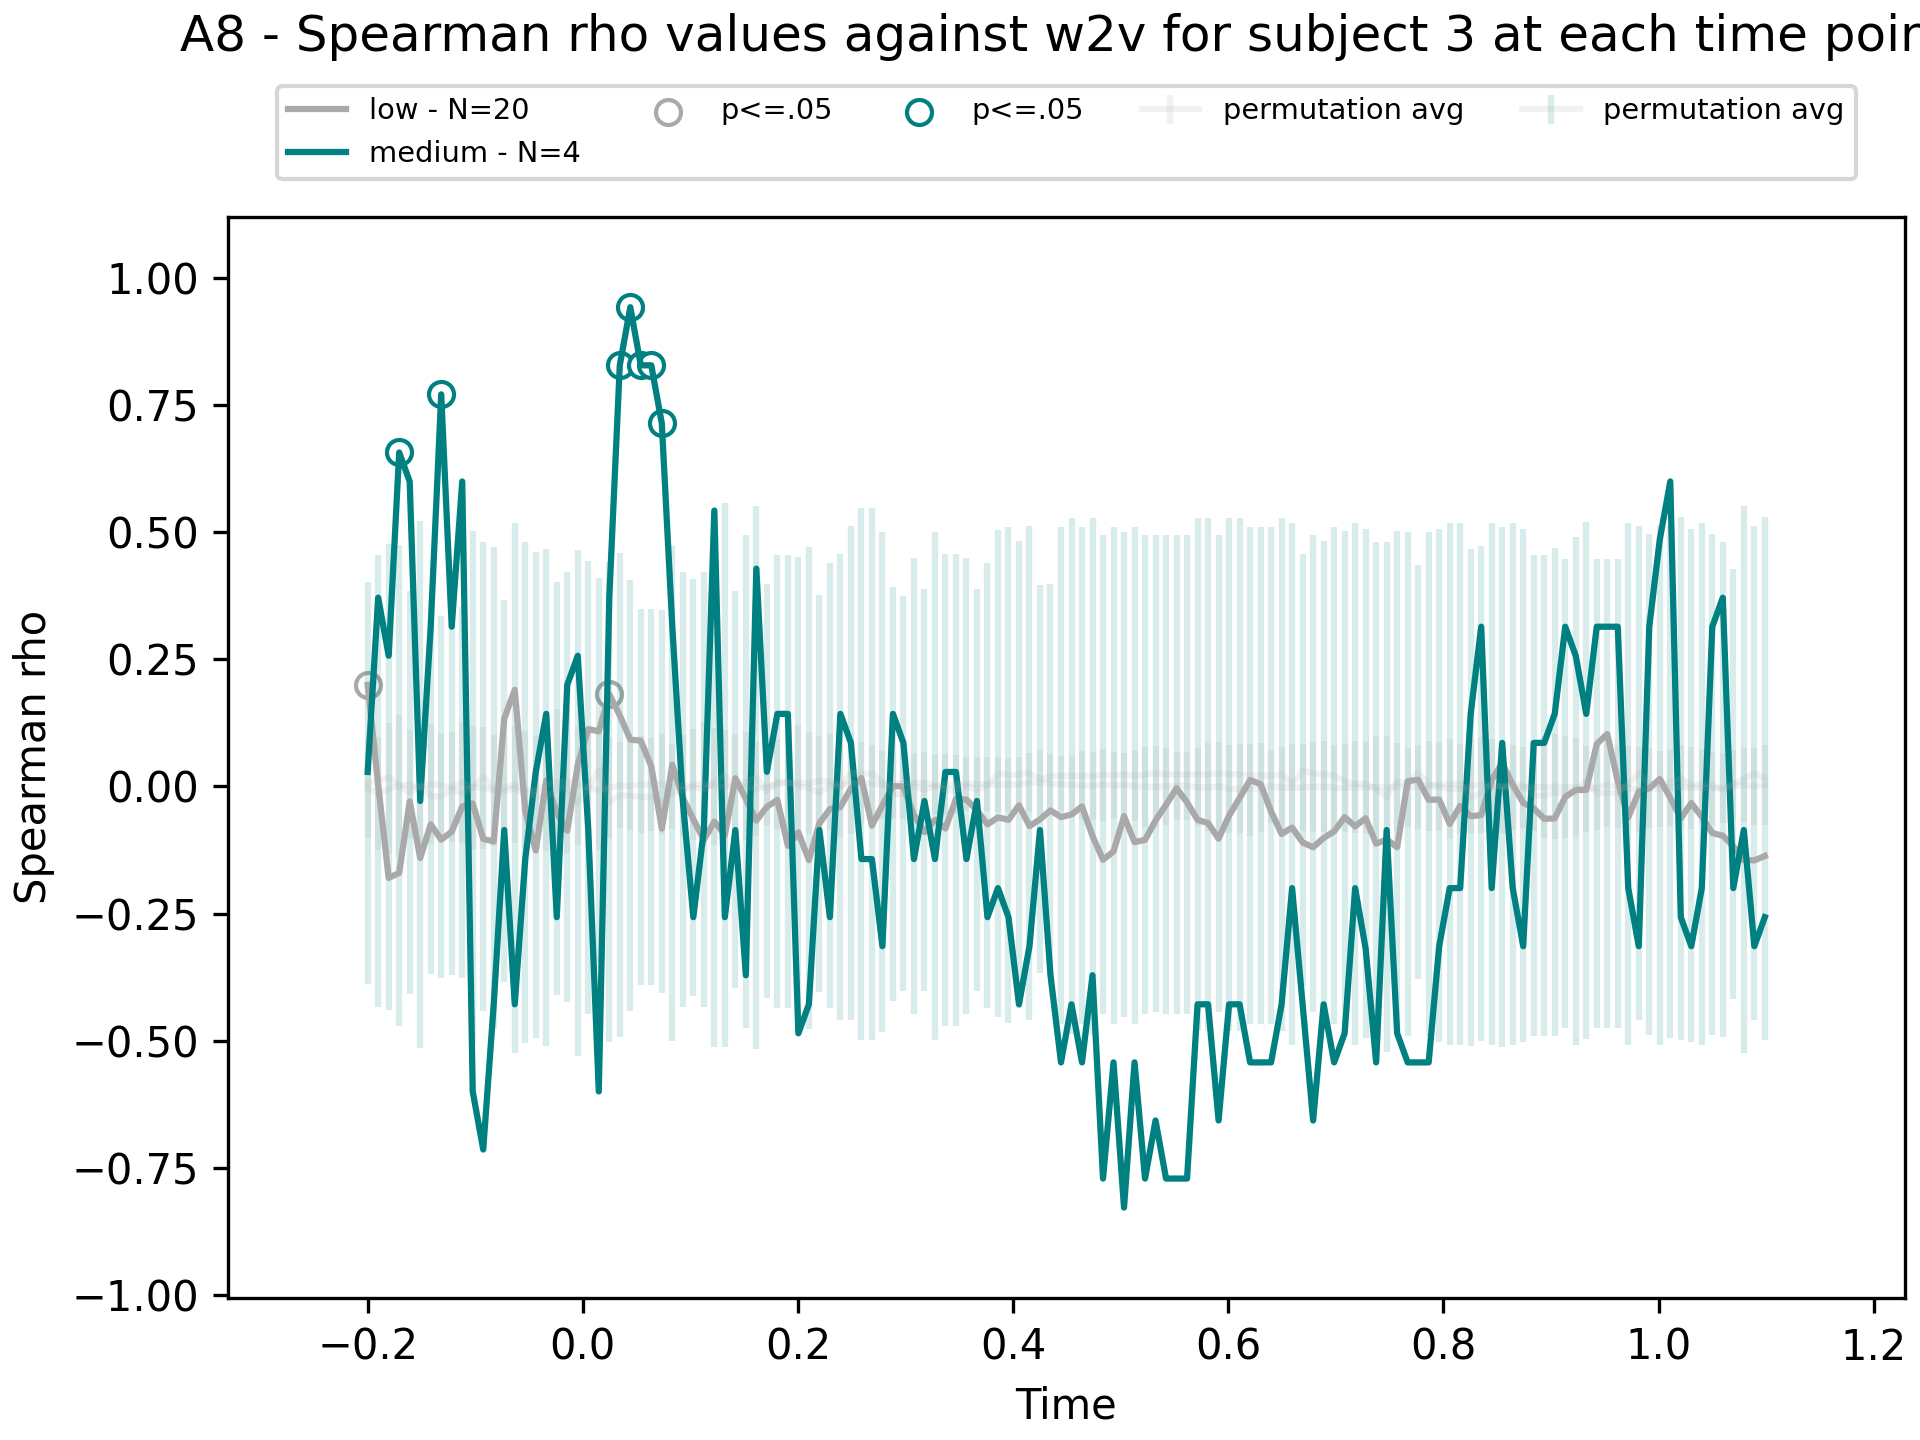 A8 - Spearman rho values against w2v for subject 3 at each time poin
low - N=20
medium - N=4
p<=.05
p<=.05
permutation avg
permutation avg
1.00
0.75
0.50
0.25
0.00
−0.25
−0.50
−0.75
−1.00
Spearman rho
−0.2 0.0 0.2 0.4 0.6 0.8 1.0 1.2
Time